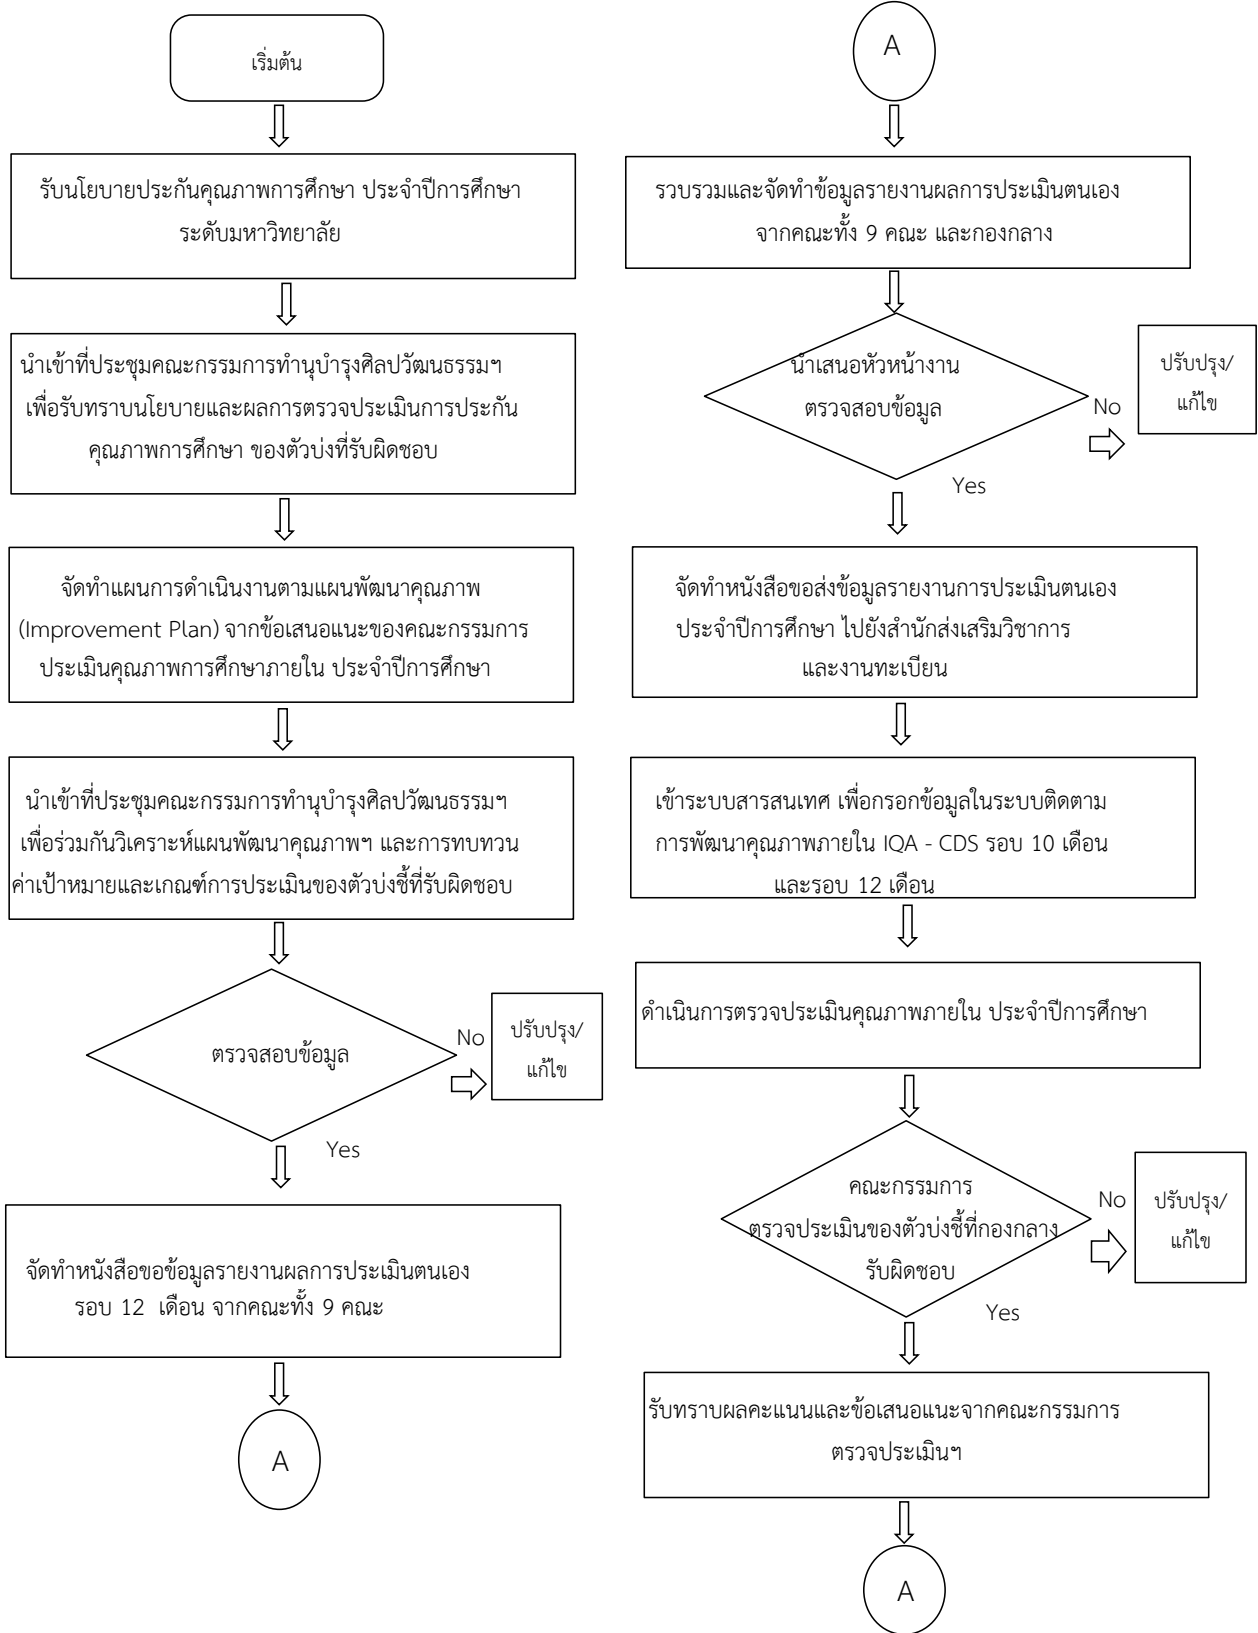 เริ่มต้น
รับนโยบายประกันคุณภาพการศึกษา ประจำปีการศึกษา
ระดับมหาวิทยาลัย
นำเข้าที่ประชุมคณะกรรมการทำนุบำรุงศิลปวัฒนธรรมฯ
เพื่อรับทราบนโยบายและผลการตรวจประเมินการประกัน
คุณภาพการศึกษา ของตัวบ่งที่รับผิดชอบ
จัดทำแผนการดำเนินงานตามแผนพัฒนาคุณภาพ
(Improvement Plan) จากข้อเสนอแนะของคณะกรรมการ
ประเมินคุณภาพการศึกษาภายใน ประจำปีการศึกษา
นำเข้าที่ประชุมคณะกรรมการทำนุบำรุงศิลปวัฒนธรรมฯ
เพื่อร่วมกันวิเคราะห์แผนพัฒนาคุณภาพฯ และการทบทวน
ค่าเป้าหมายและเกณฑ์การประเมินของตัวบ่งชี้ที่รับผิดชอบ
ตรวจสอบข้อมูล
No
ปรับปรุง/
แก้ไข
Yes
จัดทำหนังสือขอข้อมูลรายงานผลการประเมินตนเอง
รอบ 12 เดือน จากคณะทั้ง 9 คณะ
A
A
รวบรวมและจัดทำข้อมูลรายงานผลการประเมินตนเอง
จากคณะทั้ง 9 คณะ และกองกลาง
นำเสนอหัวหน้างาน
ตรวจสอบข้อมูล
No
ปรับปรุง/
แก้ไข
Yes
จัดทำหนังสือขอส่งข้อมูลรายงานการประเมินตนเอง
ประจำปีการศึกษา ไปยังสำนักส่งเสริมวิชาการ
และงานทะเบียน
เข้าระบบสารสนเทศ เพื่อกรอกข้อมูลในระบบติดตาม
การพัฒนาคุณภาพภายใน IQA - CDS รอบ 10 เดือน
และรอบ 12 เดือน
ดำเนินการตรวจประเมินคุณภาพภายใน ประจำปีการศึกษา
คณะกรรมการ
ตรวจประเมินของตัวบ่งชี้ที่กองกลาง
รับผิดชอบ
No
ปรับปรุง/
แก้ไข
Yes
รับทราบผลคะแนนและข้อเสนอแนะจากคณะกรรมการ
ตรวจประเมินฯ
A